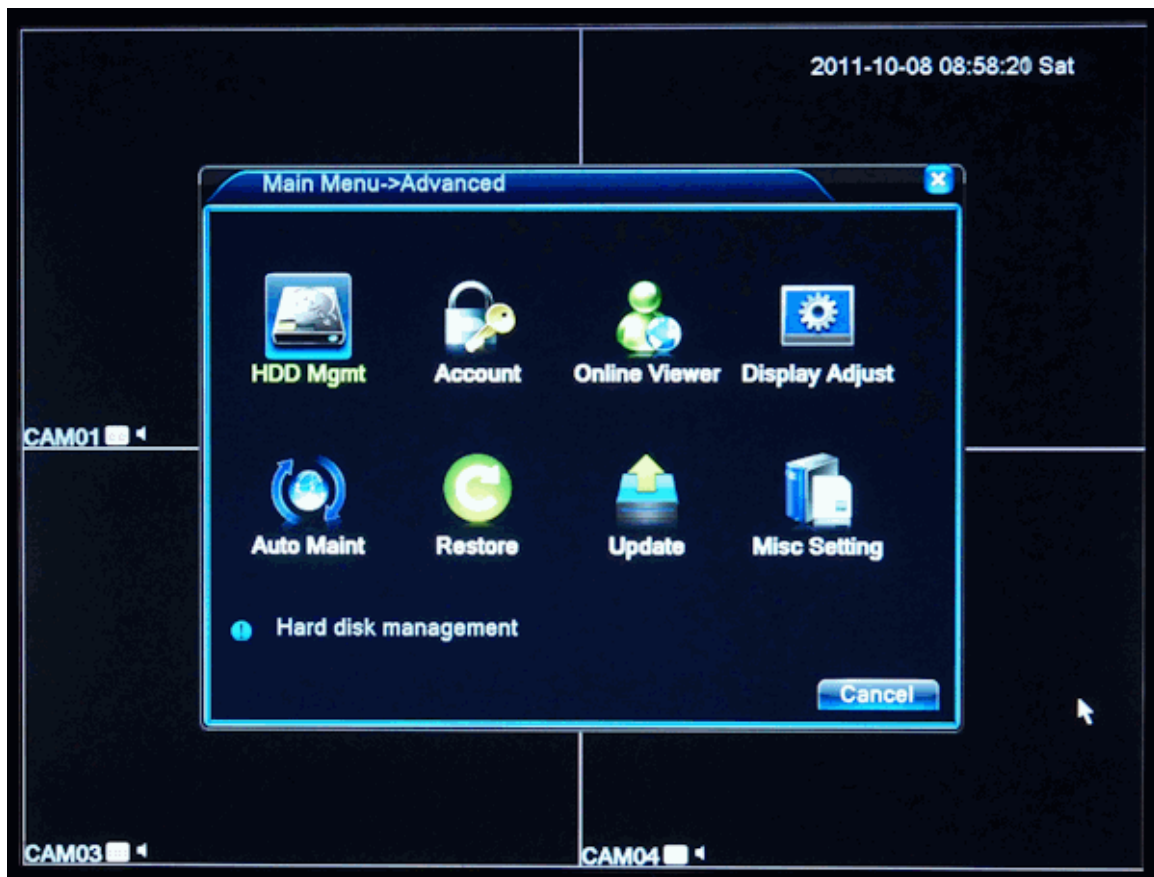 2011-10-08 08:58:20 Sat
Main Menu->Advanced
HDD Mgmt Account Online Viewer Display Adjust
CAM01
Auto Maint Restore Update Misc Setting
Hard disk management
Cancel
CAM03 CAM04